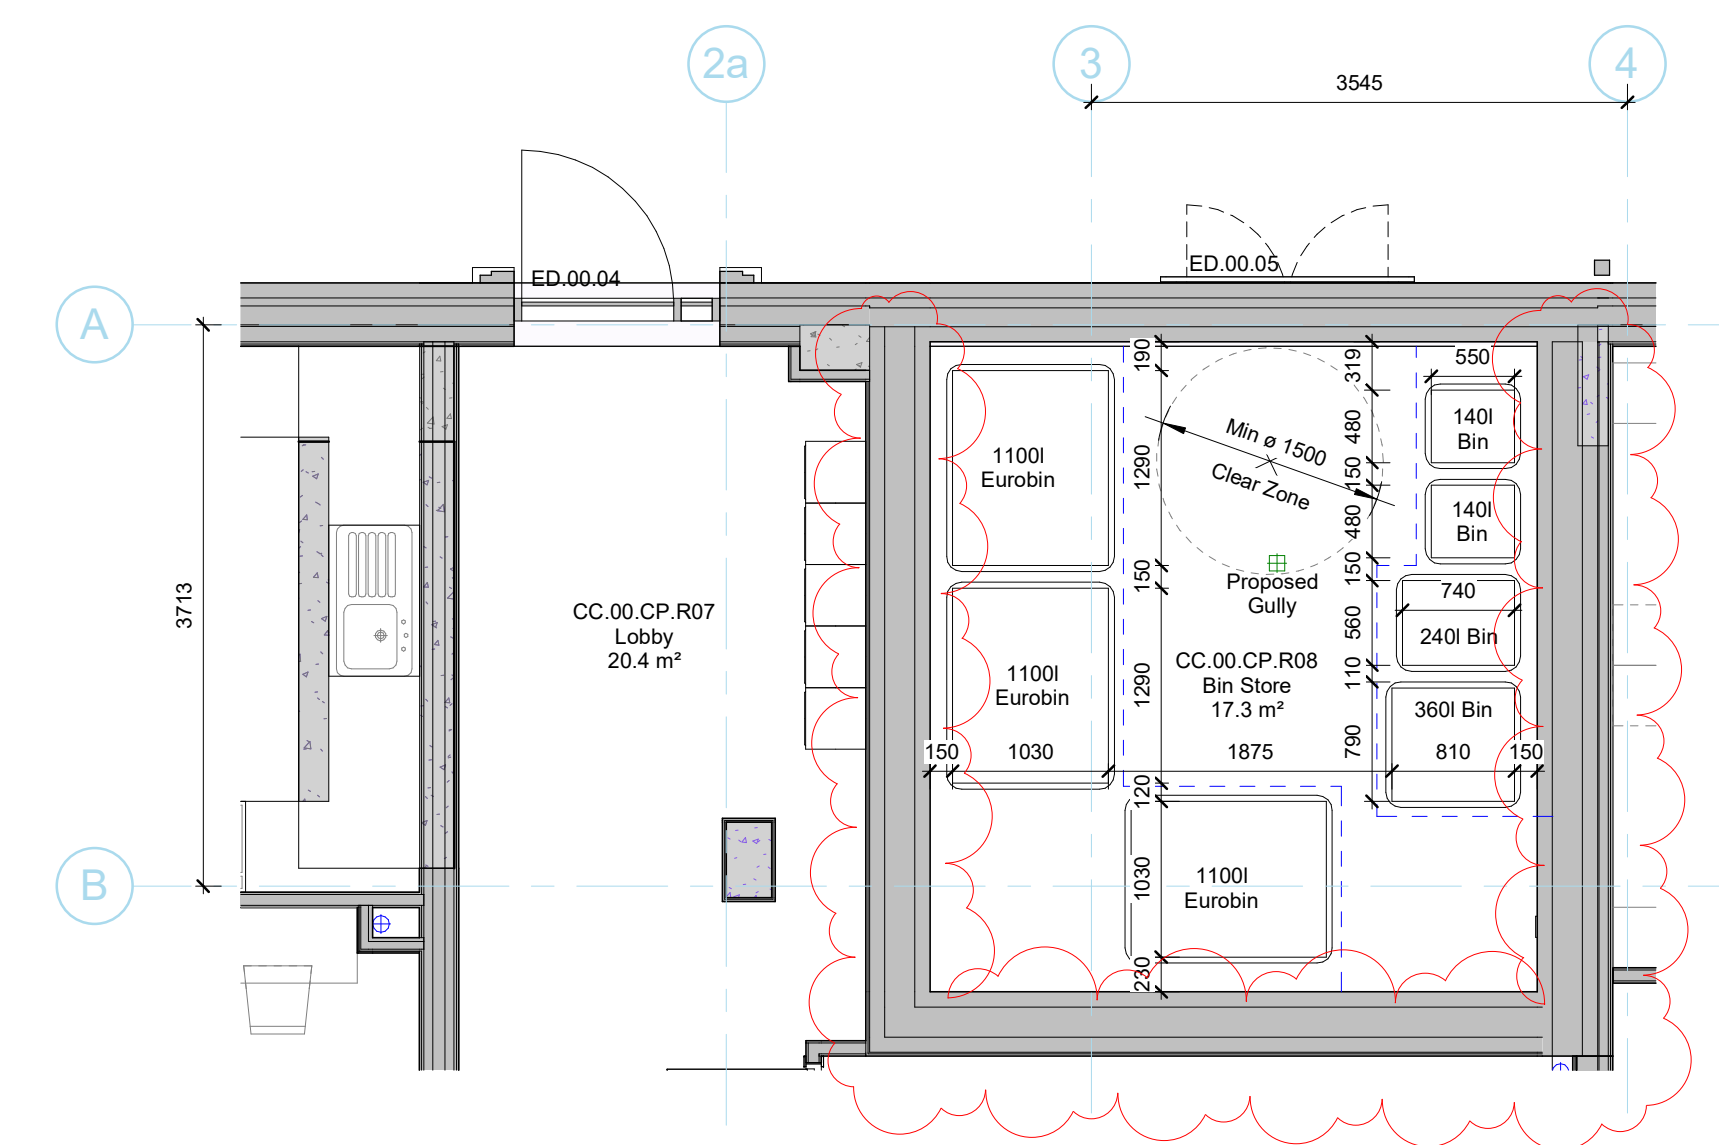 2a
3
4
3545
ED.00.04
ED.00.05
A
B
3713
190
1290
150
1290
120
1030
230
319
480
150
480
150
560
110
790
550
140l
Bin
140l
Bin
740
240l Bin
360l Bin
1100l
Eurobin
1100l
Eurobin
1100l
Eurobin
Min ø 1500
Clear Zone
Proposed
Gully
CC.00.CP.R07
Lobby
20.4 m²
CC.00.CP.R08
Bin Store
17.3 m²
150
1030
1875
810
150